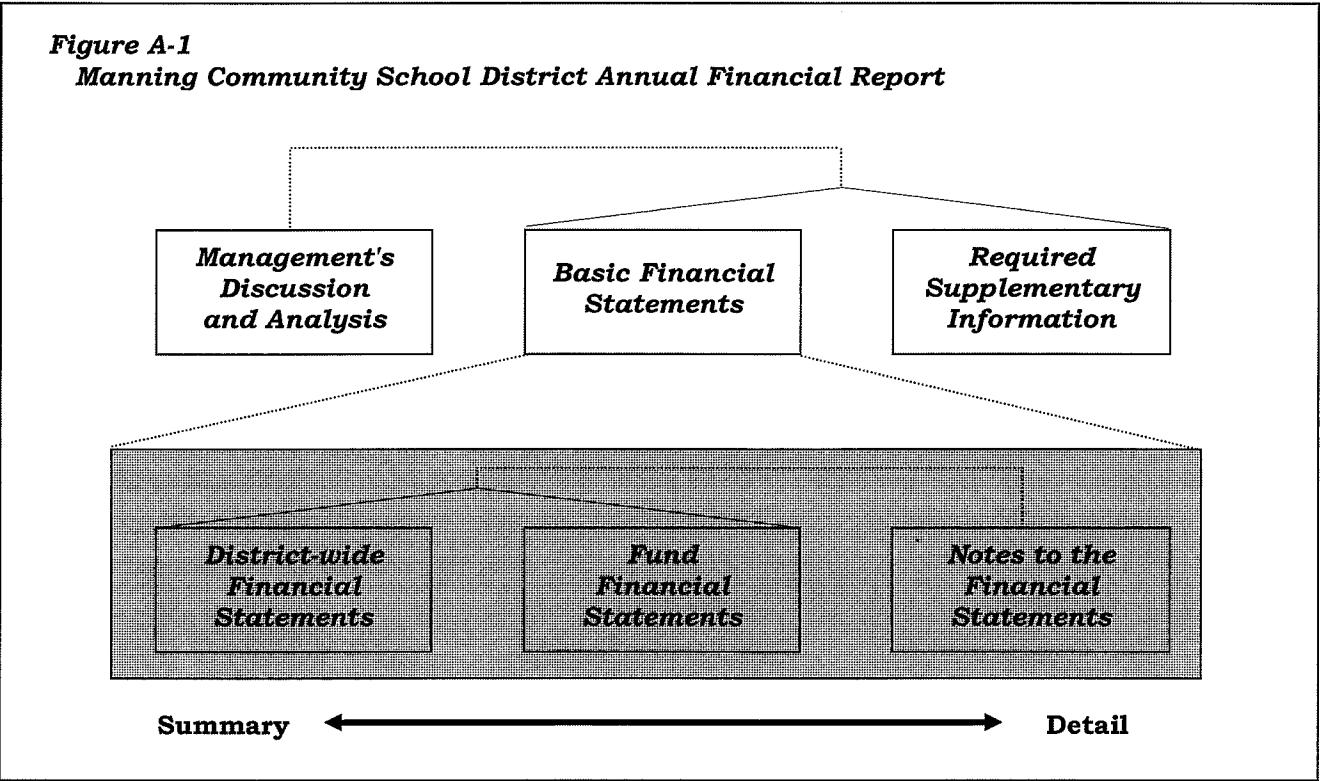 Figure A-1
Manning Community School District Annual Financial Report
Management's
Discussion
and Analysis
Basic Financial
Statements
Required
Supplementary
Information
District-wide
Financial
Statements
Fund
Financial
Statements
Notes to the
Financial
Statements
Summary
Detail